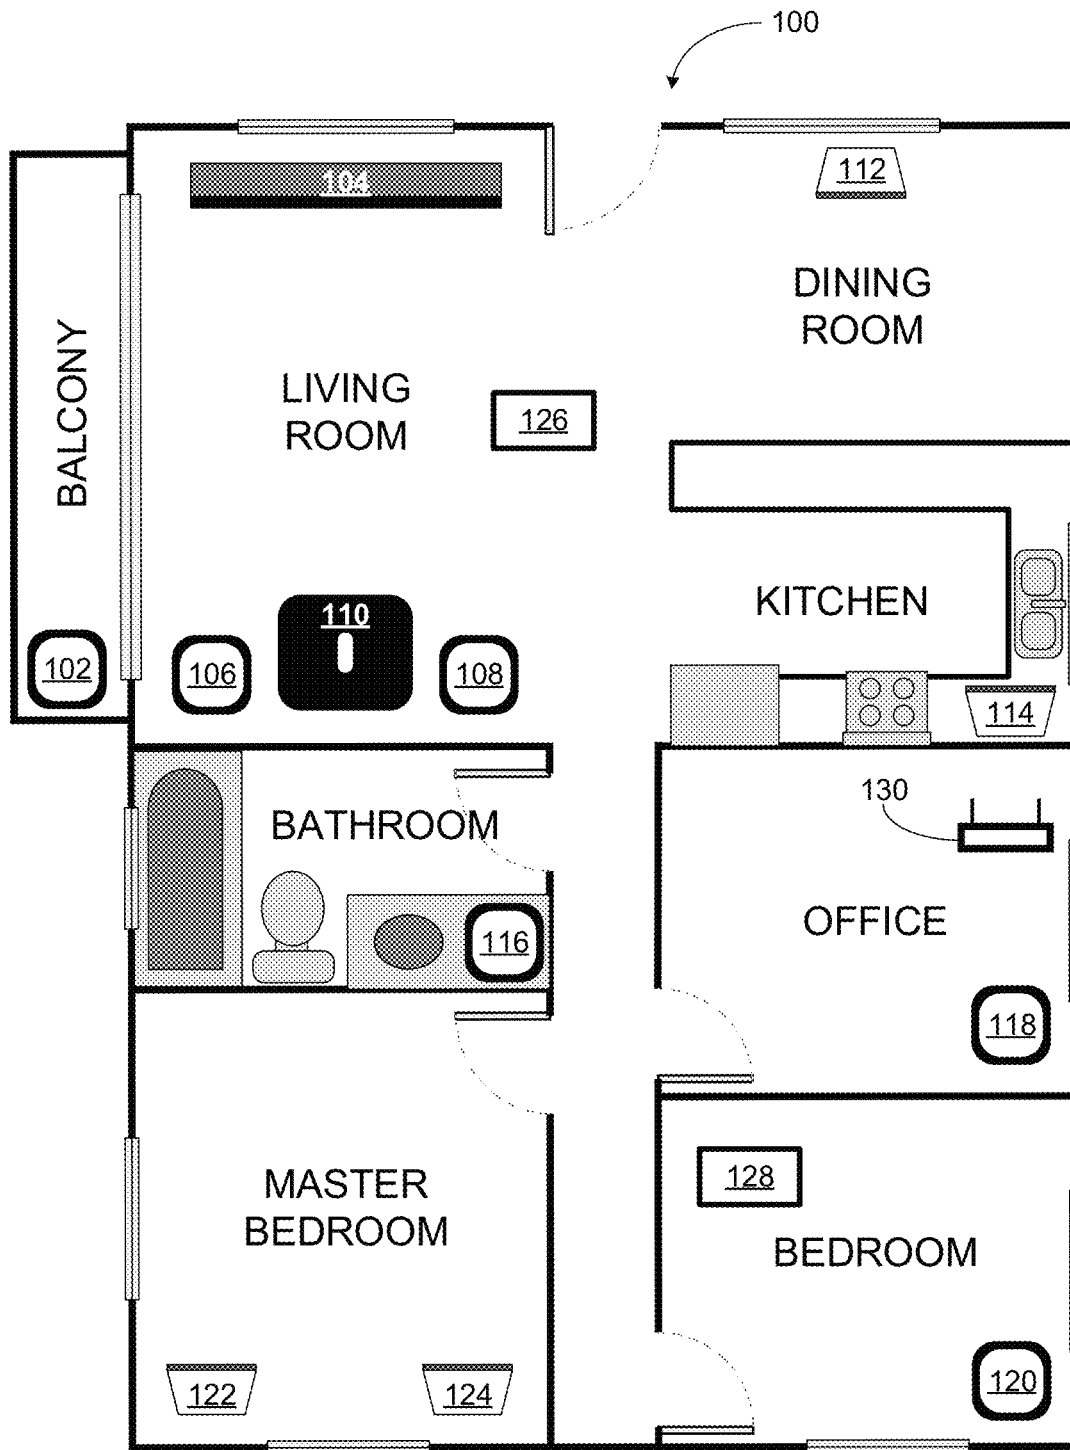 100
104
112
DINING
ROOM
BALCONY
LIVING
ROOM
126
KITCHEN
110
102
106
108
114
130
BATHROOM
OFFICE
116
118
MASTER
BEDROOM
128
BEDROOM
122
124
120